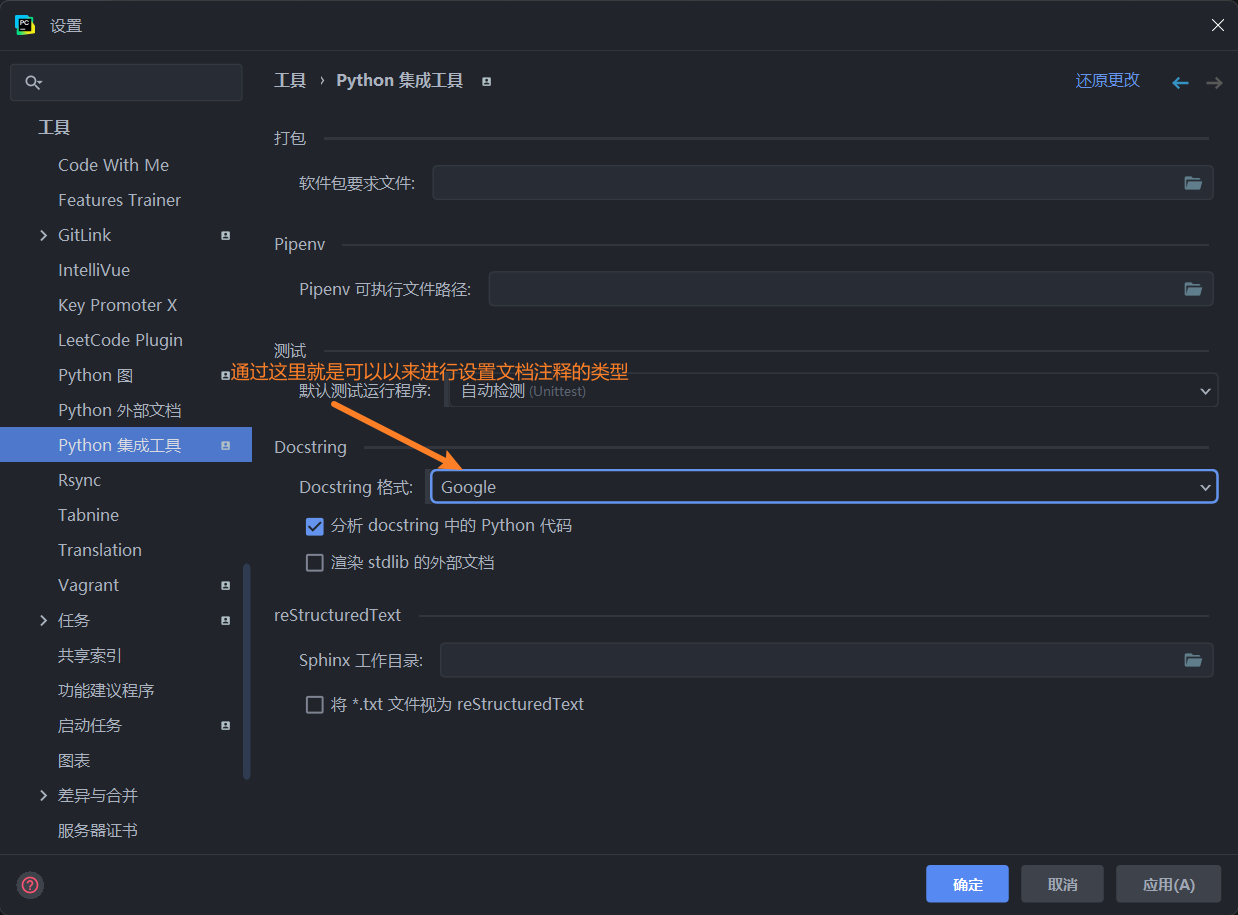 设置
工具 › Python 集成工具
还原更改
工具
Code With Me
Features Trainer
GitLink
IntelliVue
Key Promoter X
LeetCode Plugin
Python 图
Python 外部文档
Python 集成工具
Rsync
Tabnine
Translation
Vagrant
任务
共享索引
功能建议程序
启动任务
图表
差异与合并
服务器证书
打包
软件包要求文件:
Pipenv
Pipenv 可执行文件路径:
测试
通过这里就是可以以来进行设置文档注释的类型
默认测试运行程序: 自动检测 (Unittest)
Docstring
Docstring 格式: Google
分析 docstring 中的 Python 代码
渲染 stdlib 的外部文档
reStructuredText
Sphinx 工作目录:
将 *.txt 文件视为 reStructuredText
确定
取消
应用(A)